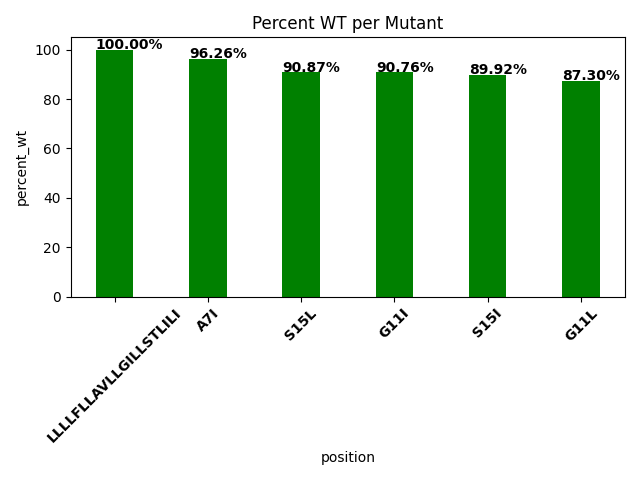 Percent WT per Mutant
100.00%
96.26%
90.87%
90.76%
89.92%
87.30%
percent_wt
100
80
60
40
20
0
LLLLFLLAVLLGILLSTLILI
A7I
S15L
G11I
S15I
G11L
position